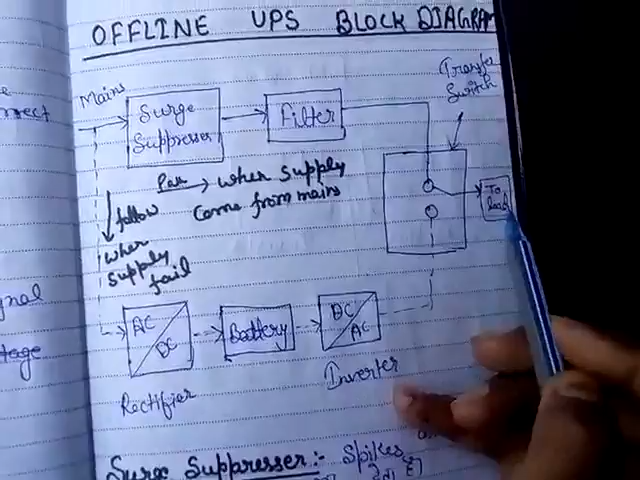 OFFLINE UPS BLOCK DIAGRAM
Mains
Surge
Suppresser
Filter
Transfer
Switch
To
load
Path → when supply
come from mains
follow
when
supply
fail
AC
DC
Battery
DC
AC
Rectifier
Inverter
Surge Suppresser:- Spikes